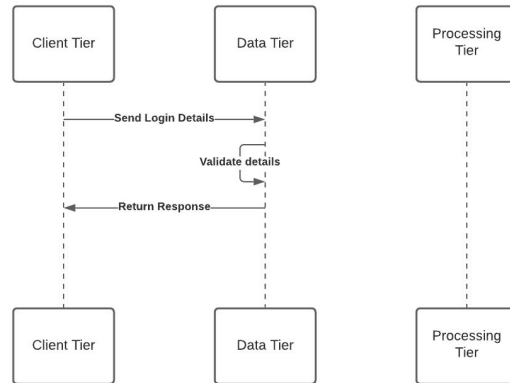 Client Tier
Data Tier
Processing
Tier
Send Login Details
Validate details
Return Response
Client Tier
Data Tier
Processing
Tier